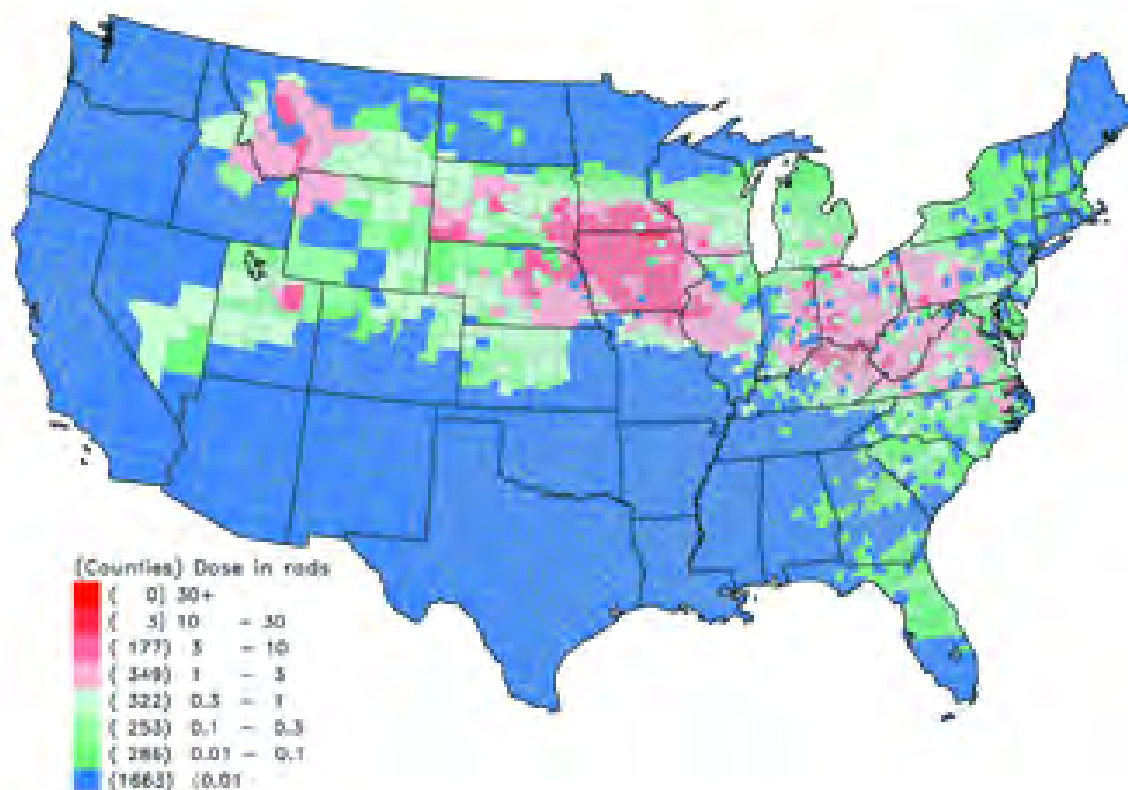 (Counties) Dose in rads
( 0) 30+
( 3) 10 - 30
( 177) 3 - 10
( 349) 1 - 3
( 322) 0.3 - 1
( 253) 0.1 - 0.3
( 286) 0.01 - 0.1
(1663) <0.01